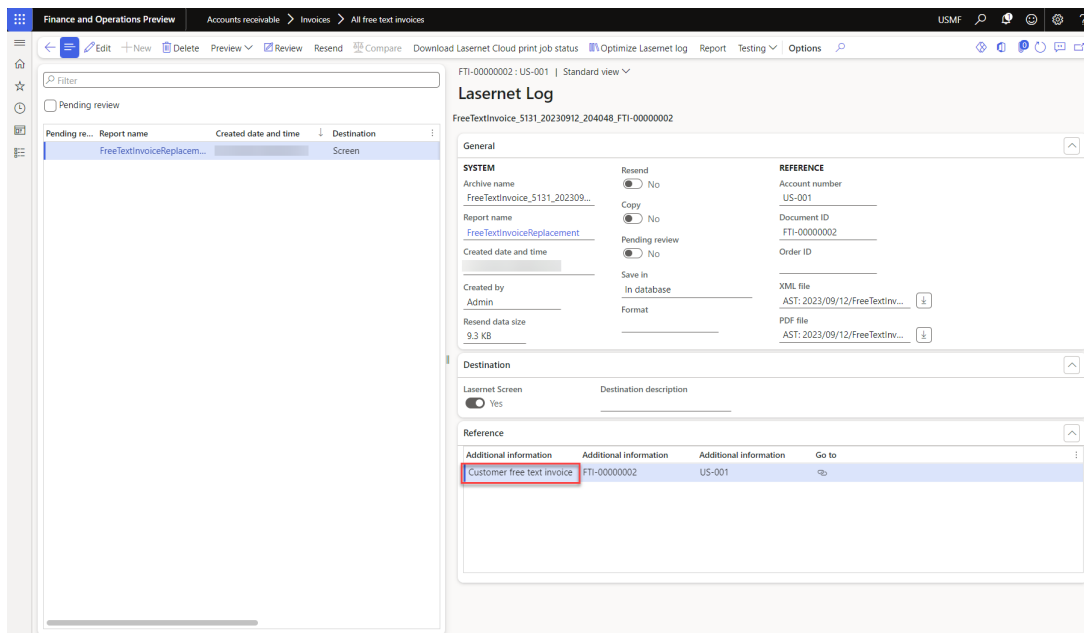 Finance and Operations Preview Accounts receivable > Invoices > All free text invoices USMF
Edit New Delete Preview Review Resend Compare Download Lasernet Cloud print job status Optimize Lasernet log Report Testing Options
Filter
Pending review
Pending re... Report name Created date and time Destination
FreeTextInvoiceReplacem... Screen
FTI-00000002 : US-001 | Standard view
Lasernet Log
FreeTextInvoice_5131_20230912_204048_FTI-00000002
General
SYSTEM
Archive name
FreeTextInvoice_5131_202309...
Report name
FreeTextInvoiceReplacement
Created date and time
Created by
Admin
Resend data size
9.3 KB
Resend
No
Copy
No
Pending review
No
Save in
In database
Format
REFERENCE
Account number
US-001
Document ID
FTI-00000002
Order ID
XML file
AST: 2023/09/12/FreeTextInv...
PDF file
AST: 2023/09/12/FreeTextInv...
Destination
Lasernet Screen
Yes
Destination description
Reference
Additional information Additional information Additional information Go to
Customer free text invoice FTI-00000002 US-001